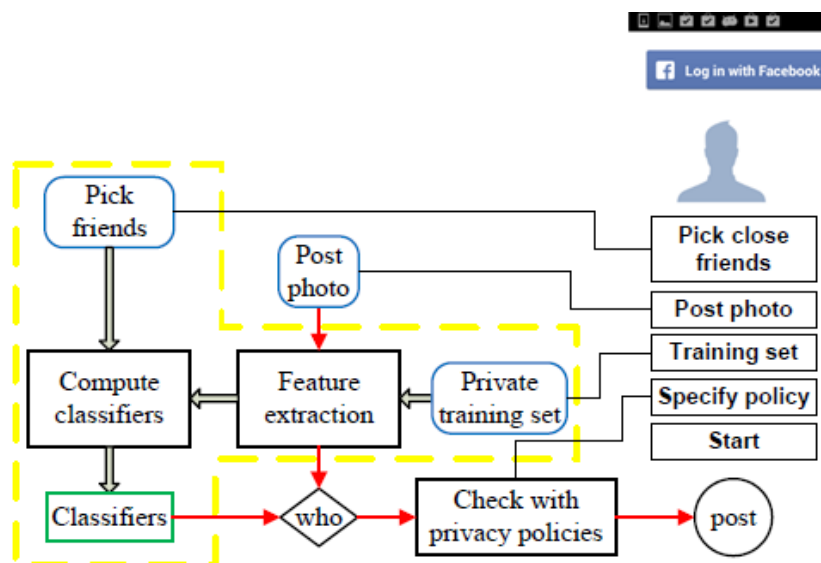 Log in with Facebook
Pick
friends
Post
photo
Pick close
friends
Post photo
Training set
Compute
classifiers
Feature
extraction
Private
training set
Specify policy
Start
Classifiers
who
Check with
privacy policies
post